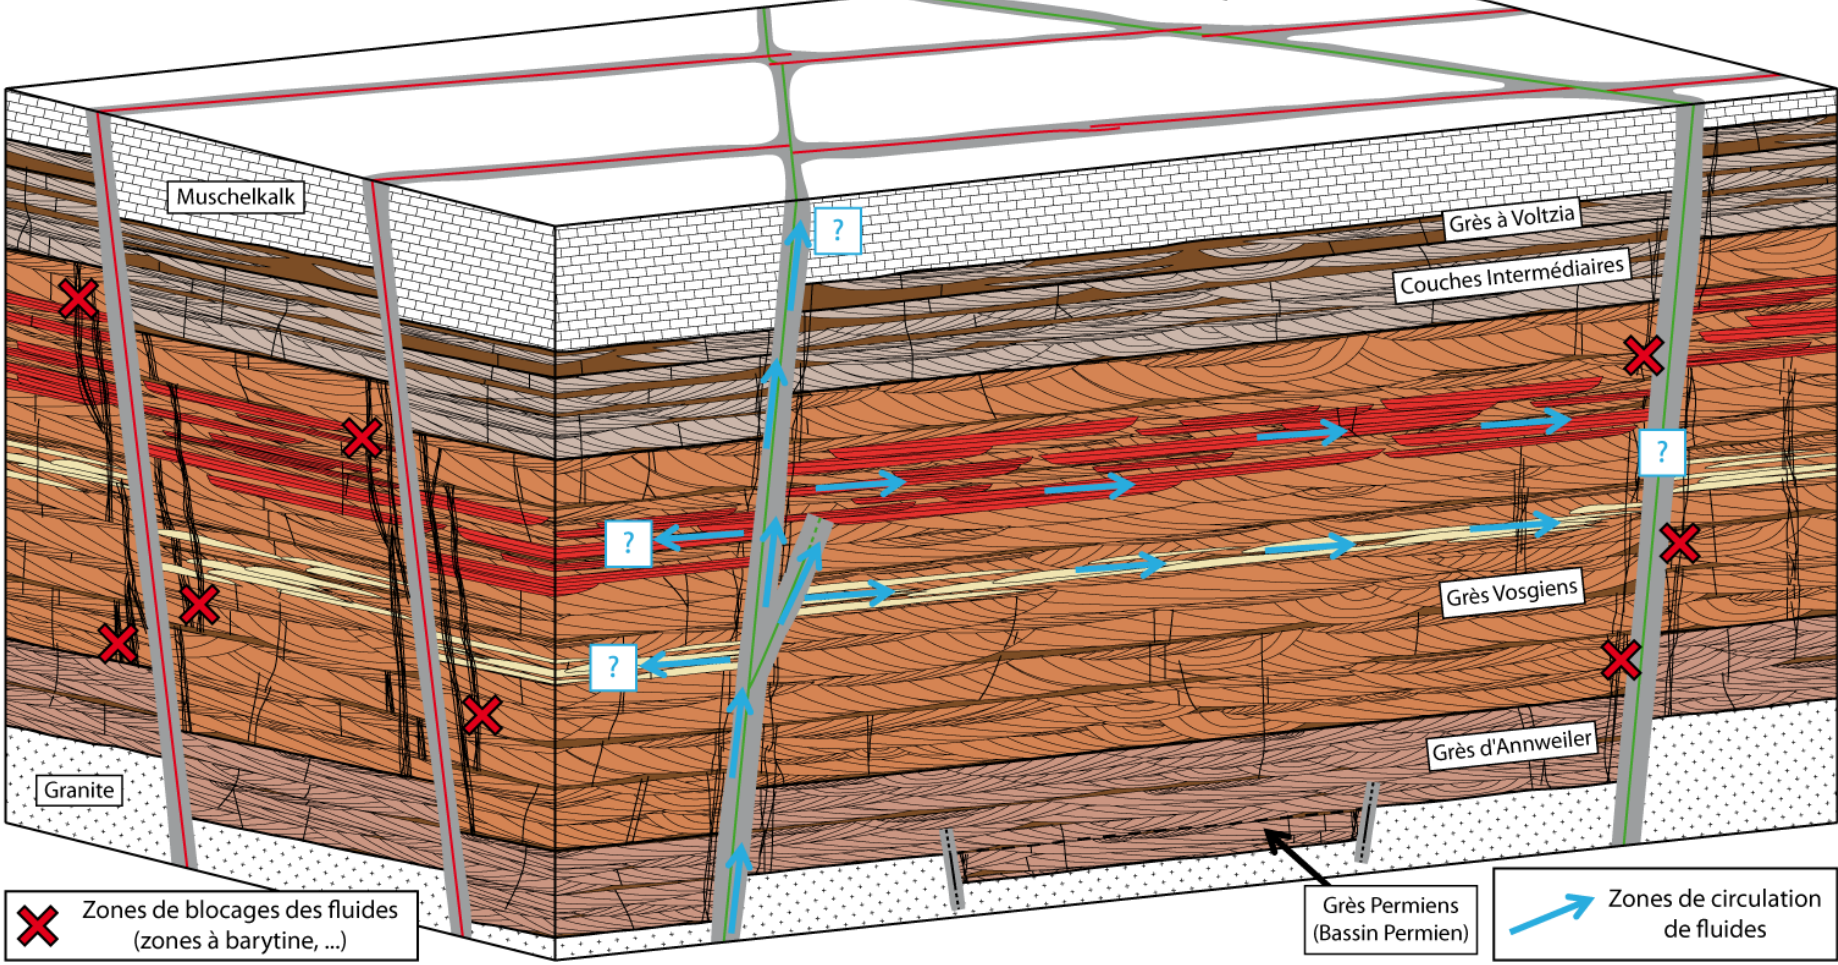 Muschelkalk
?
Grès à Voltzia
Couches Intermédiaires
?
?
Grès Vosgiens
?
Grès d'Annweiler
Granite
Zones de blocages des fluides
(zones à barytine, ...)
Grès Permiens
(Bassin Permien)
Zones de circulation
de fluides